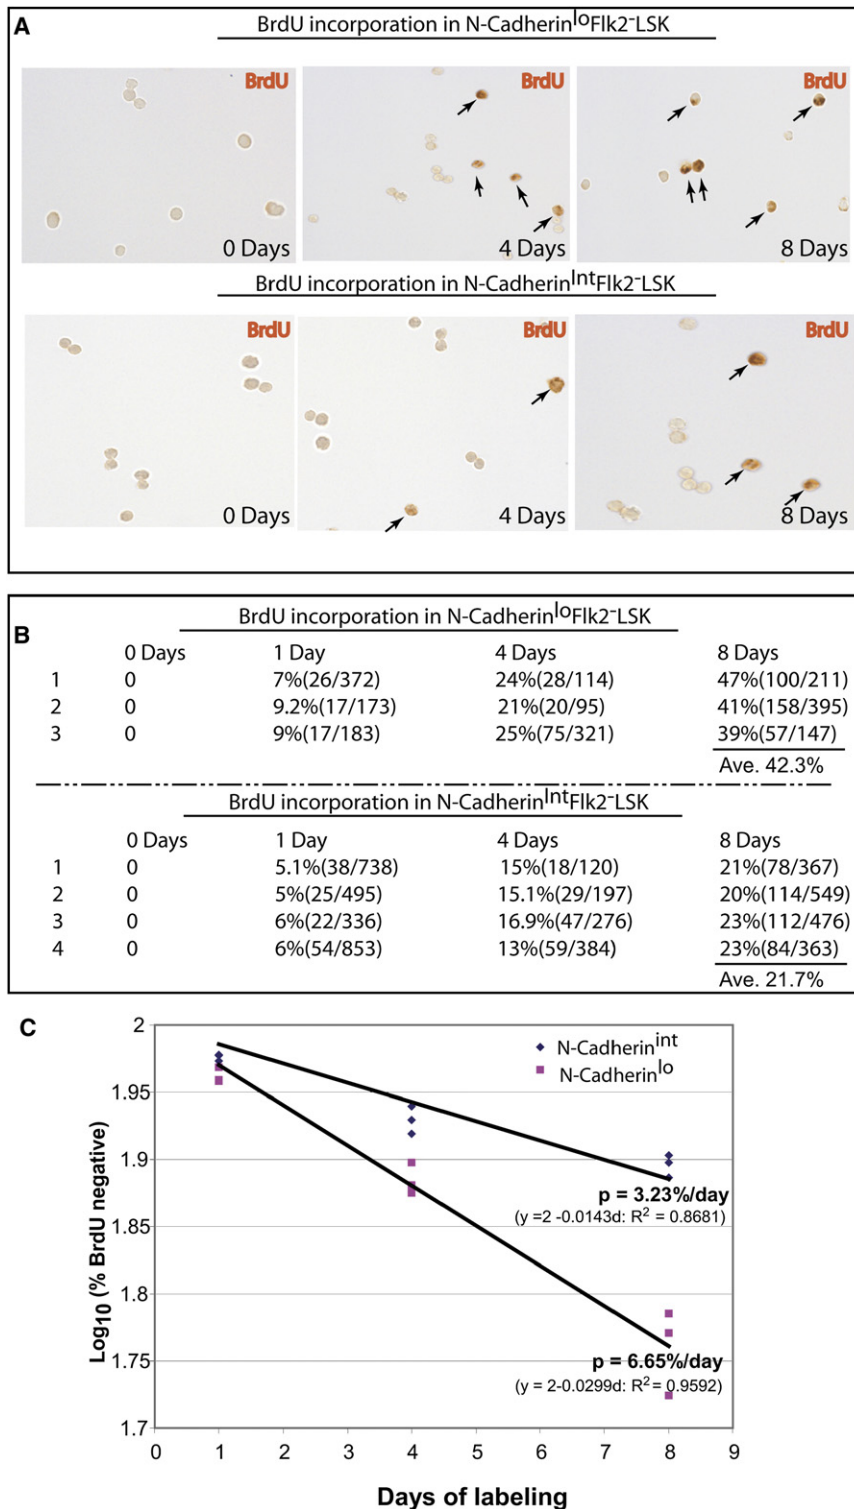 A
BrdU incorporation in N-Cadherin^lo Flk2⁻LSK
BrdU BrdU BrdU
0 Days 4 Days 8 Days
BrdU incorporation in N-Cadherin^Int Flk2⁻LSK
BrdU BrdU BrdU
0 Days 4 Days 8 Days
B
BrdU incorporation in N-Cadherin^lo Flk2⁻LSK
0 Days 1 Day 4 Days 8 Days
1 0 7%(26/372) 24%(28/114) 47%(100/211)
2 0 9.2%(17/173) 21%(20/95) 41%(158/395)
3 0 9%(17/183) 25%(75/321) 39%(57/147)
Ave. 42.3%
BrdU incorporation in N-Cadherin^Int Flk2⁻LSK
0 Days 1 Day 4 Days 8 Days
1 0 5.1%(38/738) 15%(18/120) 21%(78/367)
2 0 5%(25/495) 15.1%(29/197) 20%(114/549)
3 0 6%(22/336) 16.9%(47/276) 23%(112/476)
4 0 6%(54/853) 13%(59/384) 23%(84/363)
Ave. 21.7%
C
2
1.95
1.9
1.85
1.8
1.75
1.7
Log₁₀ (% BrdU negative)
N-Cadherin^int
N-Cadherin^lo
p = 3.23%/day
(y =2 -0.0143d: R² = 0.8681)
p = 6.65%/day
(y = 2-0.0299d: R² = 0.9592)
0 1 2 3 4 5 6 7 8 9
Days of labeling